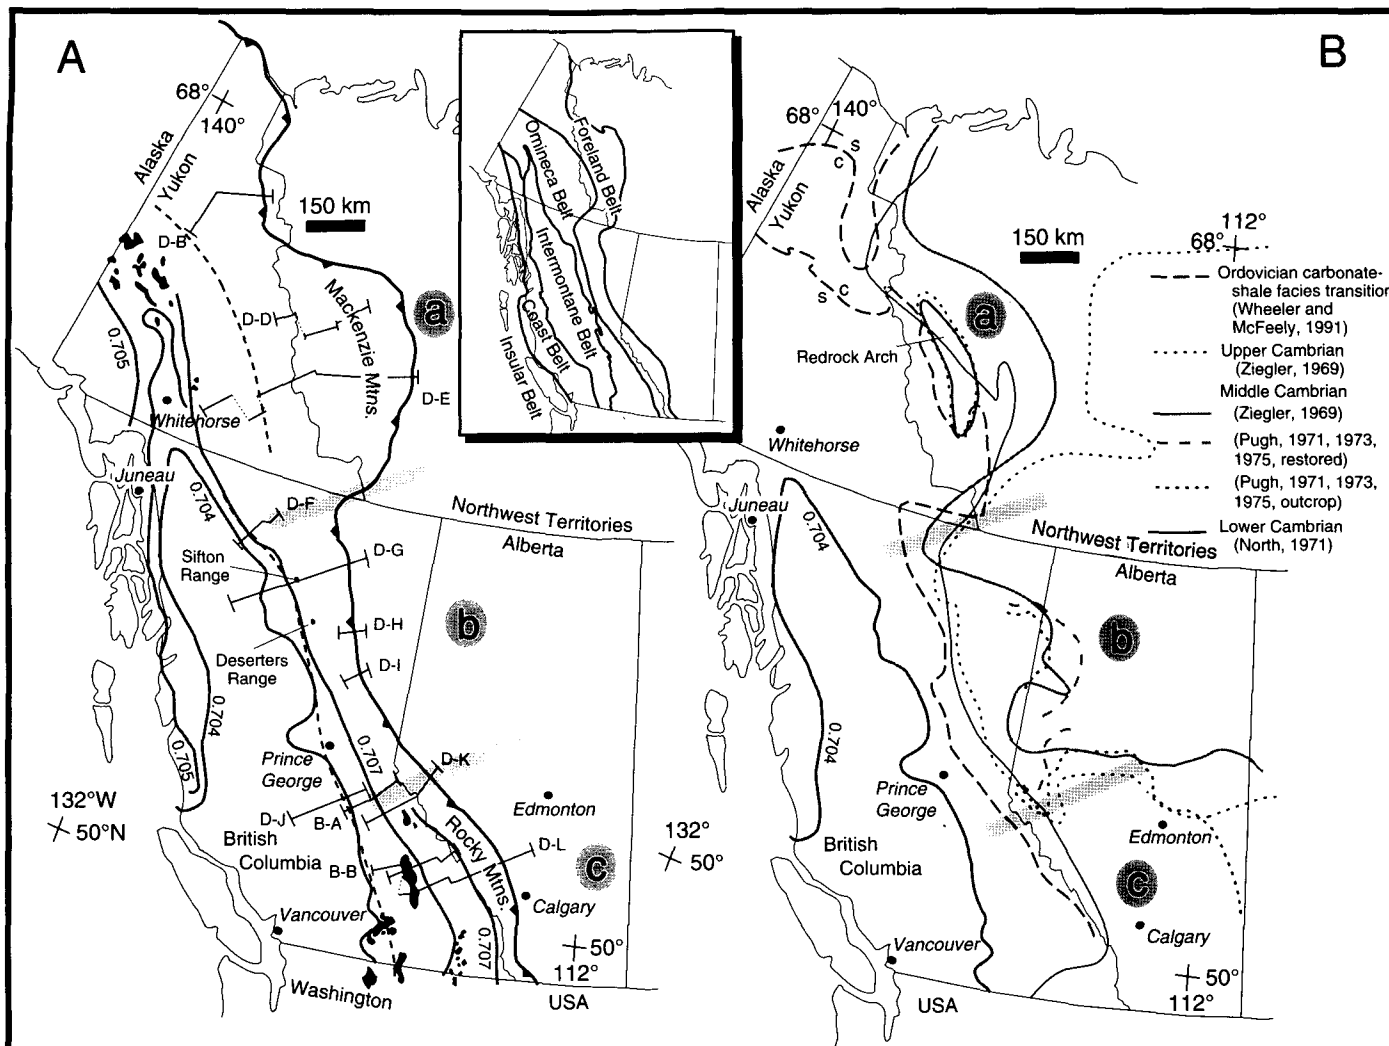 A
68°
140°
Alaska
Yukon
150 km
D-B
0.705
D-D
Mackenzie Mtns.
a
D-E
Whitehorse
Juneau
0.704
D-F
Northwest Territories
Alberta
Sifton
Range
D-G
b
D-H
D-I
Deserters
Range
0.704
0.705
Prince
George
0.707
D-K
132°W
50°N
D-J
B-A
Edmonton
British
Columbia
B-B
Rocky Mtns.
D-L
c
Vancouver
Calgary
50°
112°
0.707
Washington
USA
Omineca Belt
Foreland Belt
Intermontane Belt
Coast Belt
Insular Belt
B
68°
140°
Alaska
Yukon
s
c
s
c
150 km
112°
68°
a
Redrock Arch
Whitehorse
Ordovician carbonate-
shale facies transition
(Wheeler and
McFeely, 1991)
Upper Cambrian
(Ziegler, 1969)
Middle Cambrian
(Ziegler, 1969)
(Pugh, 1971, 1973,
1975, restored)
(Pugh, 1971, 1973,
1975, outcrop)
Lower Cambrian
(North, 1971)
Juneau
0.704
Northwest Territories
Alberta
b
0.704
Prince
George
132°
50°
British
Columbia
Edmonton
c
Calgary
Vancouver
50°
112°
USA